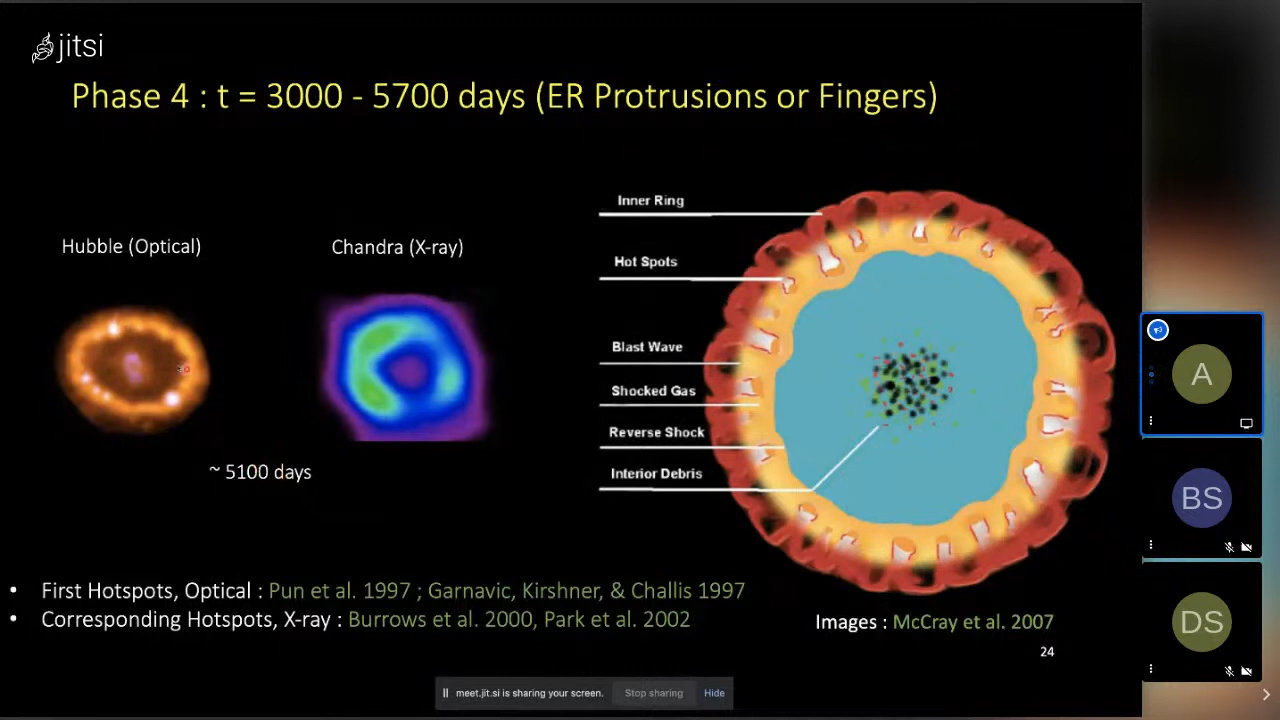 jitsi
Phase 4 : t = 3000 - 5700 days (ER Protrusions or Fingers)
Hubble (Optical)
Chandra (X-ray)
~ 5100 days
Inner Ring
Hot Spots
Blast Wave
Shocked Gas
Reverse Shock
Interior Debris
• First Hotspots, Optical : Pun et al. 1997 ; Garnavic, Kirshner, & Challis 1997
• Corresponding Hotspots, X-ray : Burrows et al. 2000, Park et al. 2002
Images : McCray et al. 2007
24
meet.jit.si is sharing your screen.
Stop sharing
Hide
A
BS
DS